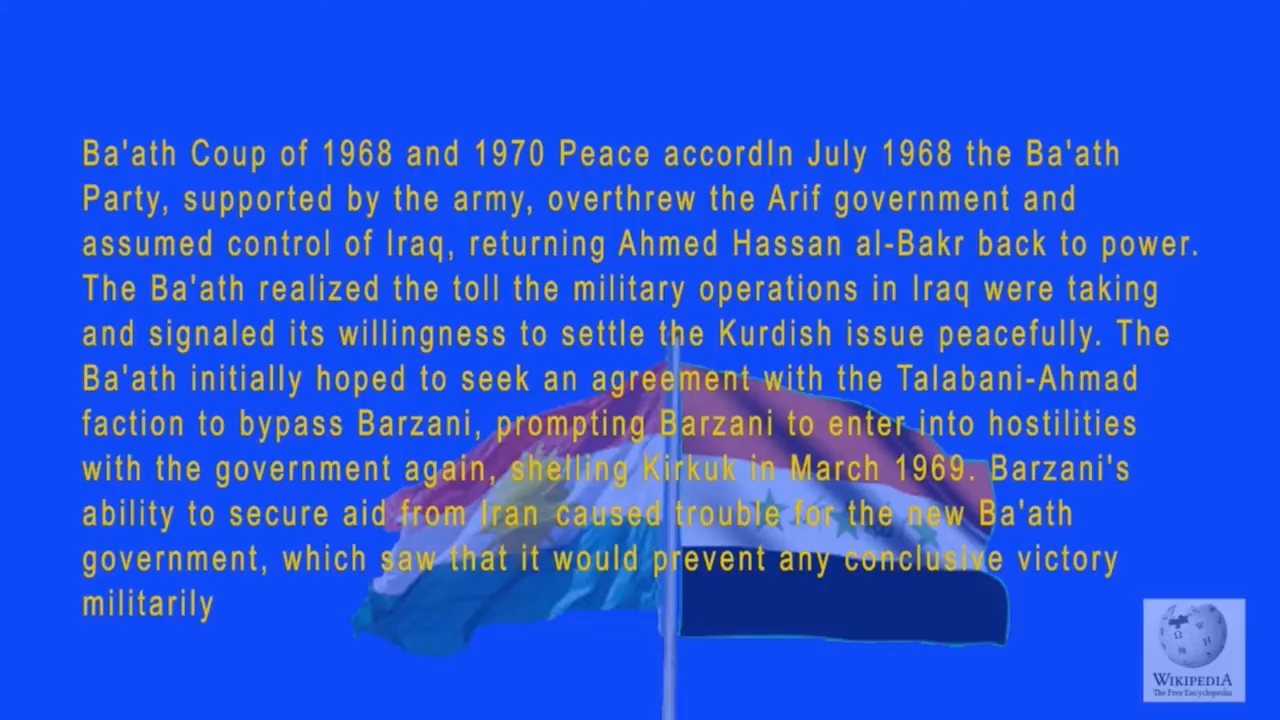 Ba'ath Coup of 1968 and 1970 Peace accordIn July 1968 the Ba'ath
Party, supported by the army, overthrew the Arif government and
assumed control of Iraq, returning Ahmed Hassan al-Bakr back to power.
The Ba'ath realized the toll the military operations in Iraq were taking
and signaled its willingness to settle the Kurdish issue peacefully. The
Ba'ath initially hoped to seek an agreement with the Talabani-Ahmad
faction to bypass Barzani, prompting Barzani to enter into hostilities
with the government again, shelling Kirkuk in March 1969. Barzani's
ability to secure aid from Iran caused trouble for the new Ba'ath
government, which saw that it would prevent any conclusive victory
militarily
WIKIPEDIA
The Free Encyclopedia